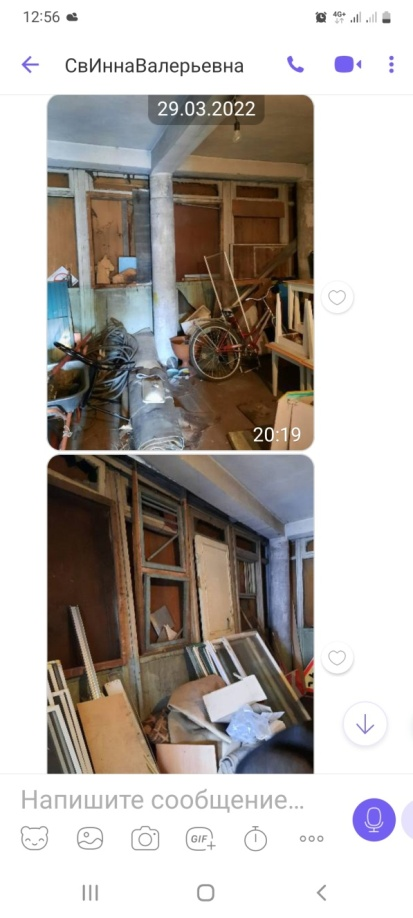 12:56
4G+
СвИннаВалерьевна
29.03.2022
20:19
Напишите сообщение...
GIF